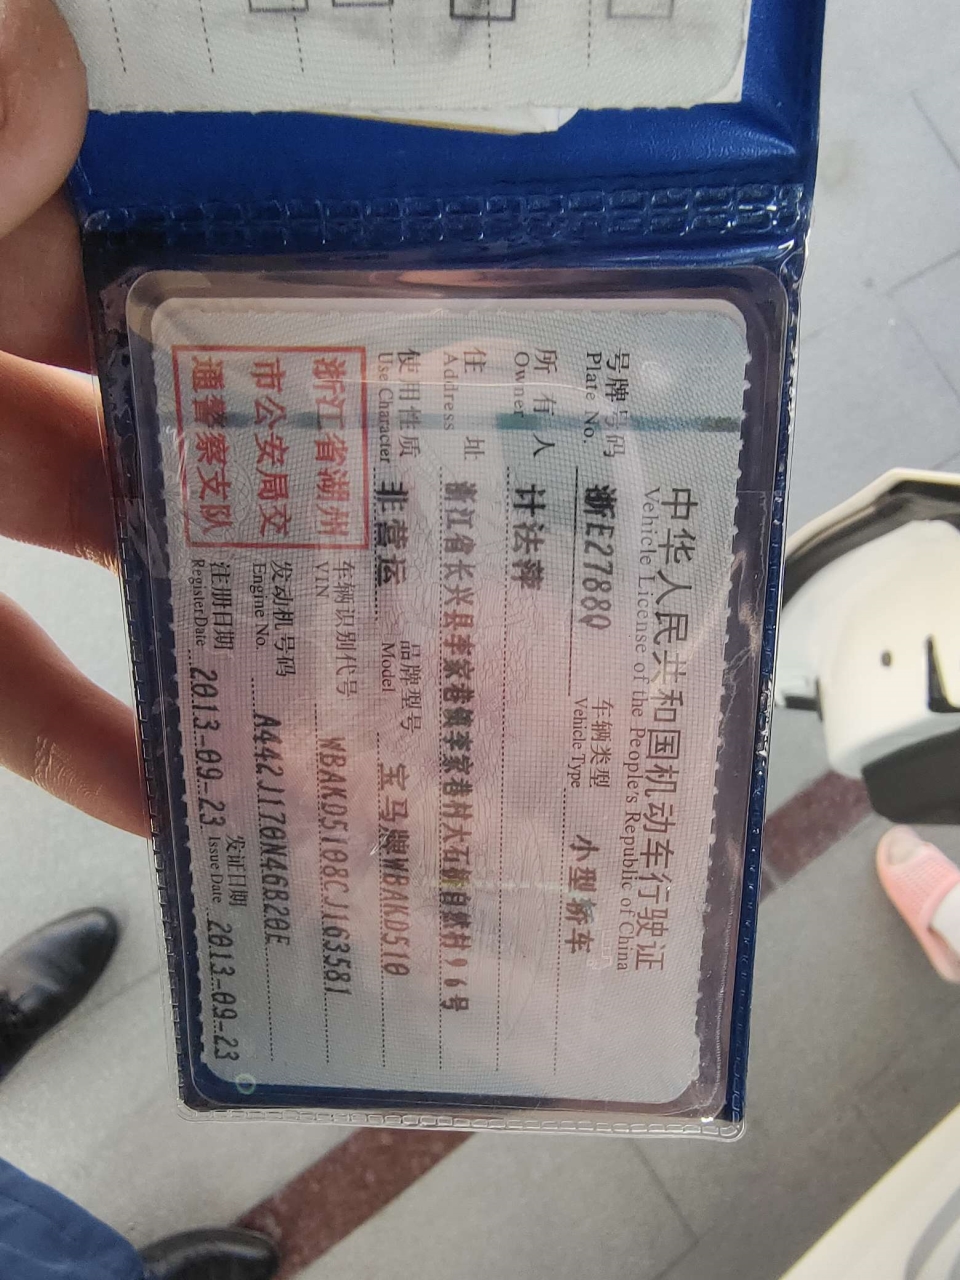 中华人民共和国机动车行驶证
Vehicle License of the People's Republic of China
号牌号码 浙E2788Q 车辆类型 小型轿车
Plate No. Vehicle Type
所有人 计法萍
Owner
住址 浙江省长兴县李家巷镇李家巷村大石桥自然村96号
Address
使用性质 非营运 品牌型号 宝马牌WBAKD510
Use Character Model
浙江省湖州
市公安局交
通警察支队
车辆识别代号 WBAKD5108CJ163581
VIN
发动机号码 A442J170N46B20E
Engine No.
注册日期 2013-09-23 发证日期 2013-09-23
Register Date Issue Date